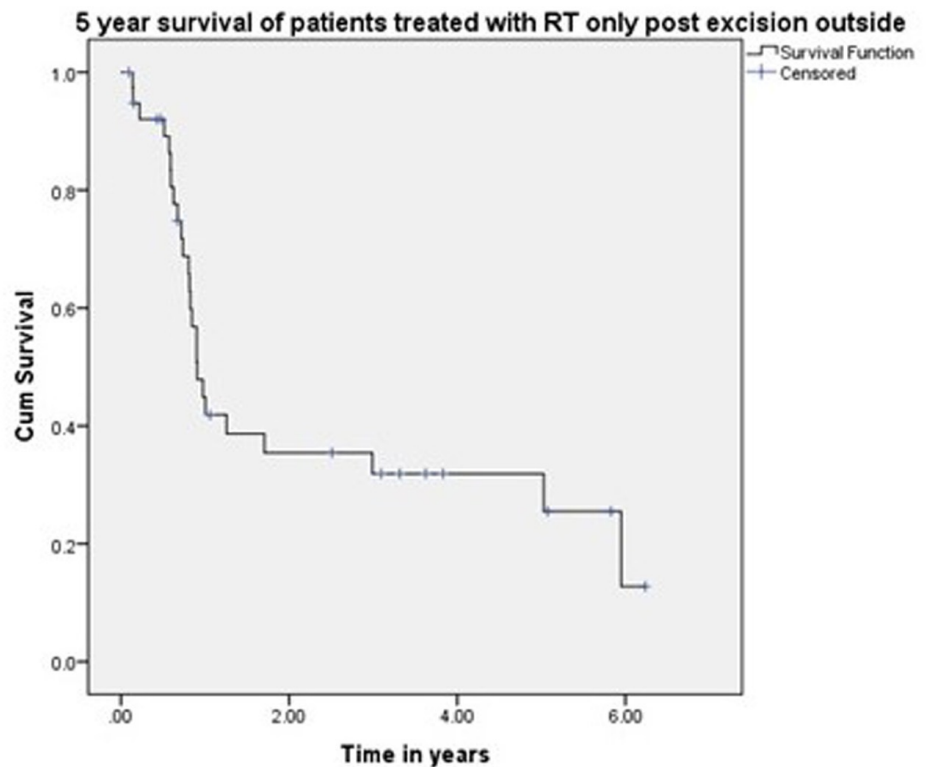 5 year survival of patients treated with RT only post excision outside
Survival Function
Censored
1.0
0.8
0.6
0.4
0.2
0.0
Cum Survival
.00
2.00
4.00
6.00
Time in years